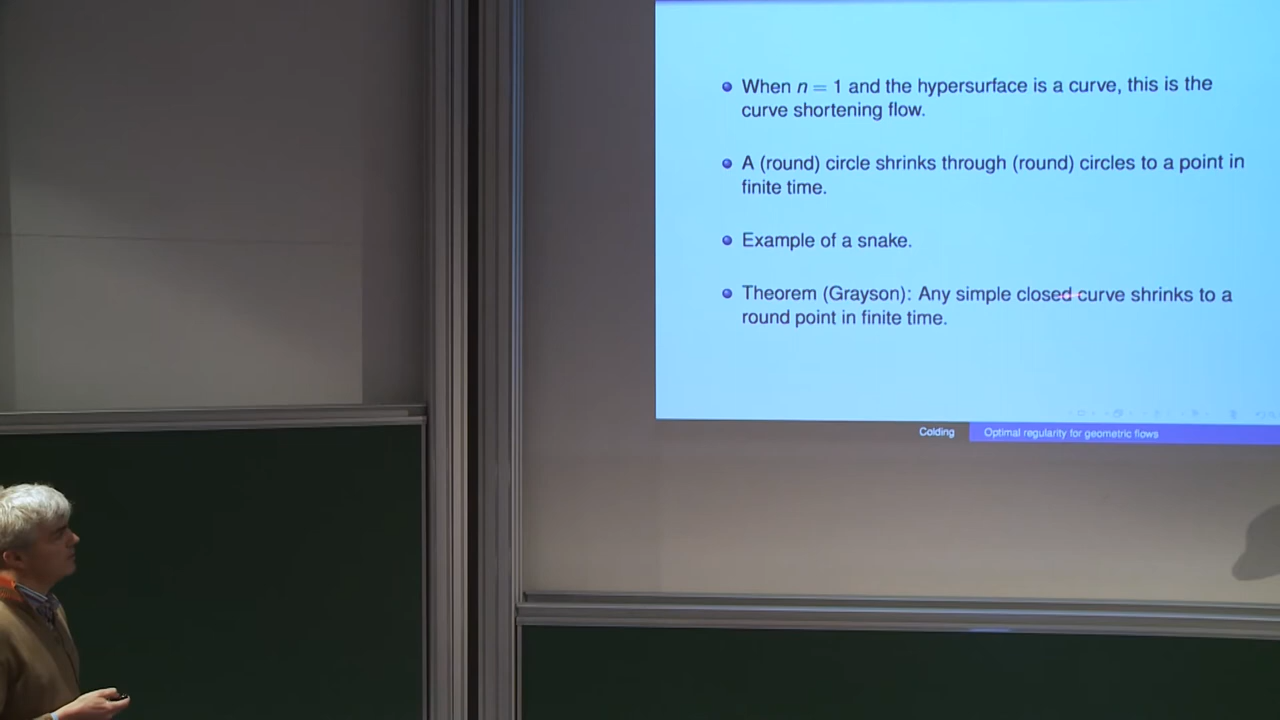 When n = 1 and the hypersurface is a curve, this is the
curve shortening flow.
A (round) circle shrinks through (round) circles to a point in
finite time.
Example of a snake.
Theorem (Grayson): Any simple closed curve shrinks to a
round point in finite time.
Colding
Optimal regularity for geometric flows